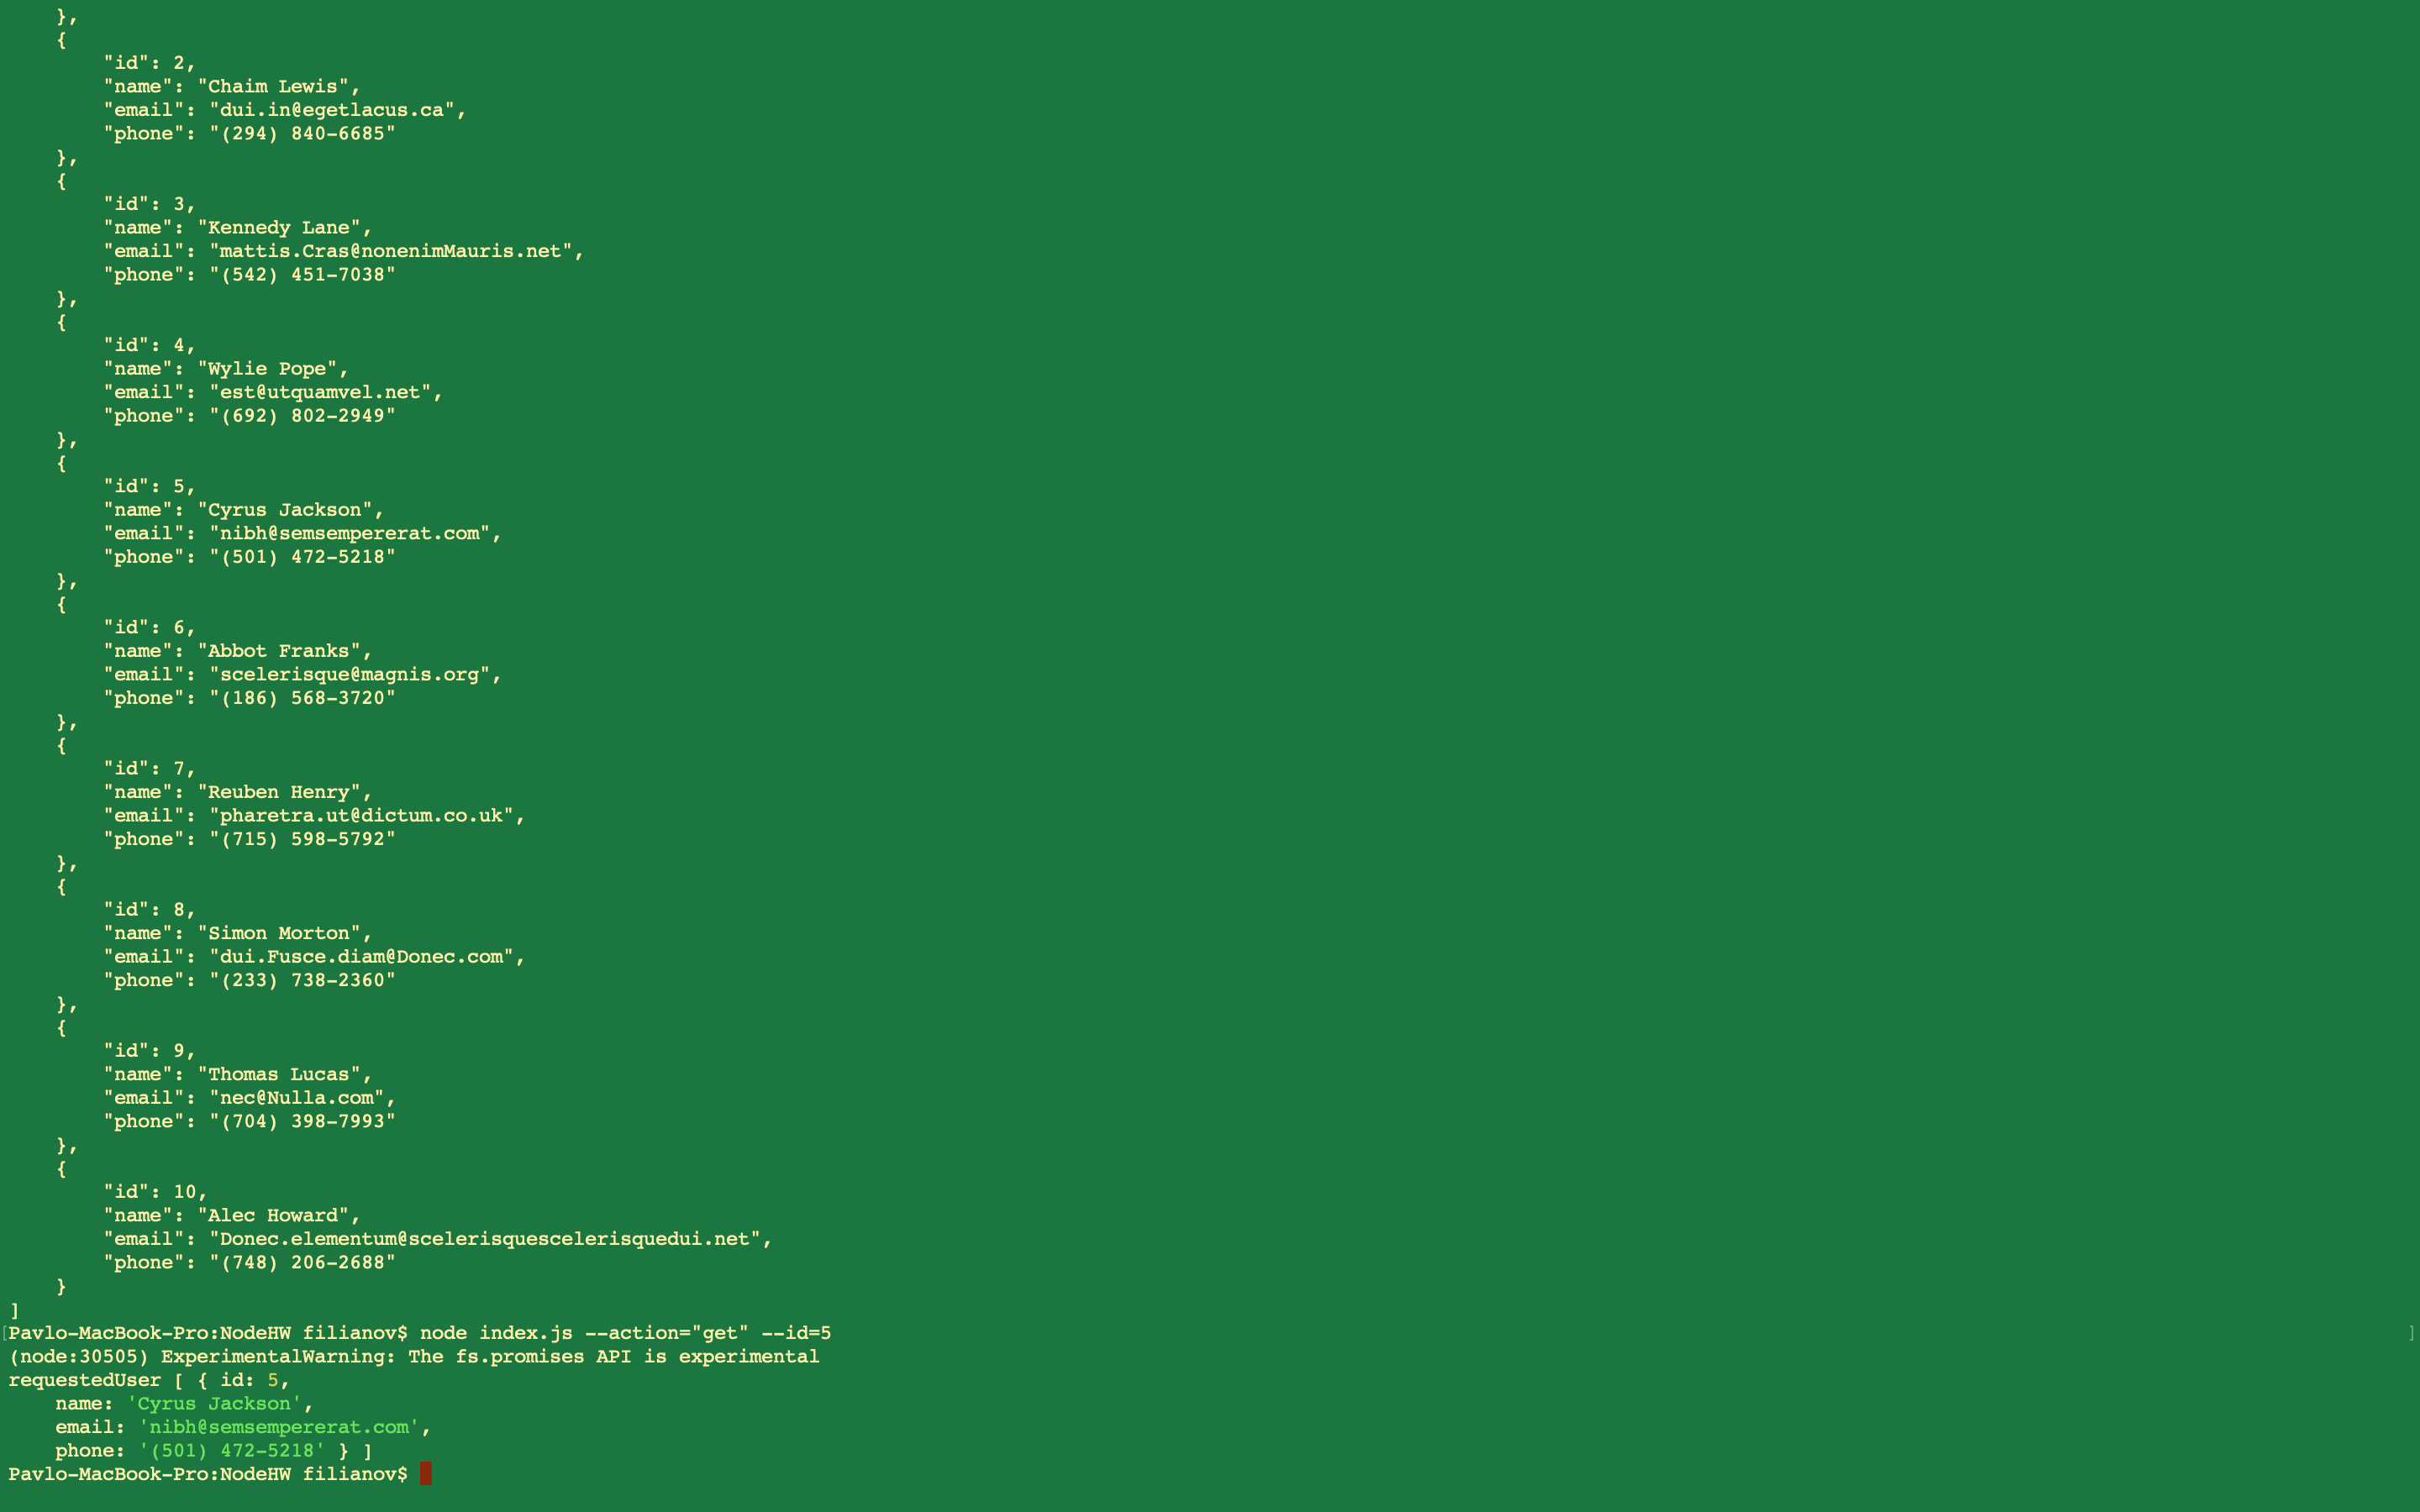 },
    {
        "id": 2,
        "name": "Chaim Lewis",
        "email": "dui.in@egetlacus.ca",
        "phone": "(294) 840-6685"
    },
    {
        "id": 3,
        "name": "Kennedy Lane",
        "email": "mattis.Cras@nonenimMauris.net",
        "phone": "(542) 451-7038"
    },
    {
        "id": 4,
        "name": "Wylie Pope",
        "email": "est@utquamvel.net",
        "phone": "(692) 802-2949"
    },
    {
        "id": 5,
        "name": "Cyrus Jackson",
        "email": "nibh@semsempererat.com",
        "phone": "(501) 472-5218"
    },
    {
        "id": 6,
        "name": "Abbot Franks",
        "email": "scelerisque@magnis.org",
        "phone": "(186) 568-3720"
    },
    {
        "id": 7,
        "name": "Reuben Henry",
        "email": "pharetra.ut@dictum.co.uk",
        "phone": "(715) 598-5792"
    },
    {
        "id": 8,
        "name": "Simon Morton",
        "email": "dui.Fusce.diam@Donec.com",
        "phone": "(233) 738-2360"
    },
    {
        "id": 9,
        "name": "Thomas Lucas",
        "email": "nec@Nulla.com",
        "phone": "(704) 398-7993"
    },
    {
        "id": 10,
        "name": "Alec Howard",
        "email": "Donec.elementum@scelerisquescelerisquedui.net",
        "phone": "(748) 206-2688"
    }
]
[Pavlo-MacBook-Pro:NodeHW filianov$ node index.js --action="get" --id=5 ]
(node:30505) ExperimentalWarning: The fs.promises API is experimental
requestedUser [ { id: 5,
    name: 'Cyrus Jackson',
    email: 'nibh@semsempererat.com',
    phone: '(501) 472-5218' } ]
Pavlo-MacBook-Pro:NodeHW filianov$